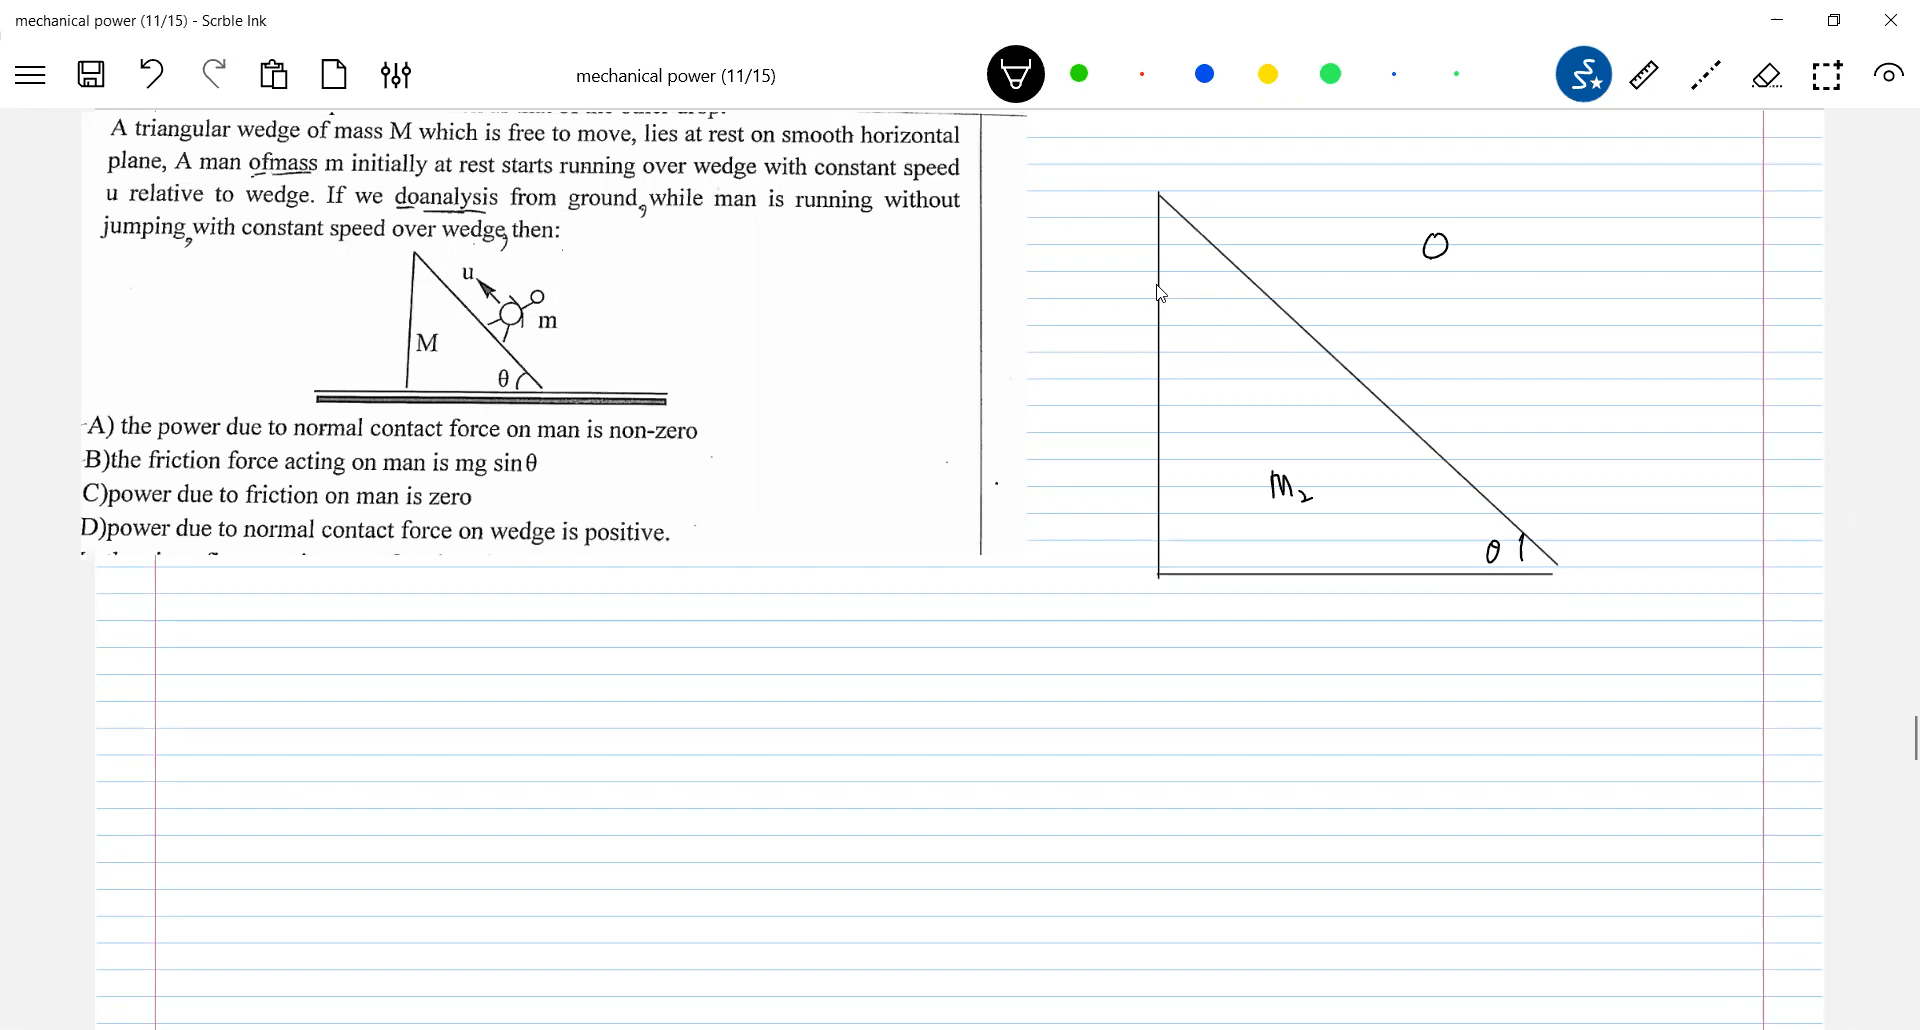 mechanical power (11/15) - Scrble Ink
mechanical power (11/15)
A triangular wedge of mass M which is free to move, lies at rest on smooth horizontal
plane, A man ofmass m initially at rest starts running over wedge with constant speed
u relative to wedge. If we doanalysis from ground, while man is running without
jumping, with constant speed over wedge, then:
u
m
M
θ
A) the power due to normal contact force on man is non-zero
B)the friction force acting on man is mg sinθ
C)power due to friction on man is zero
D)power due to normal contact force on wedge is positive.
O
M2
θ